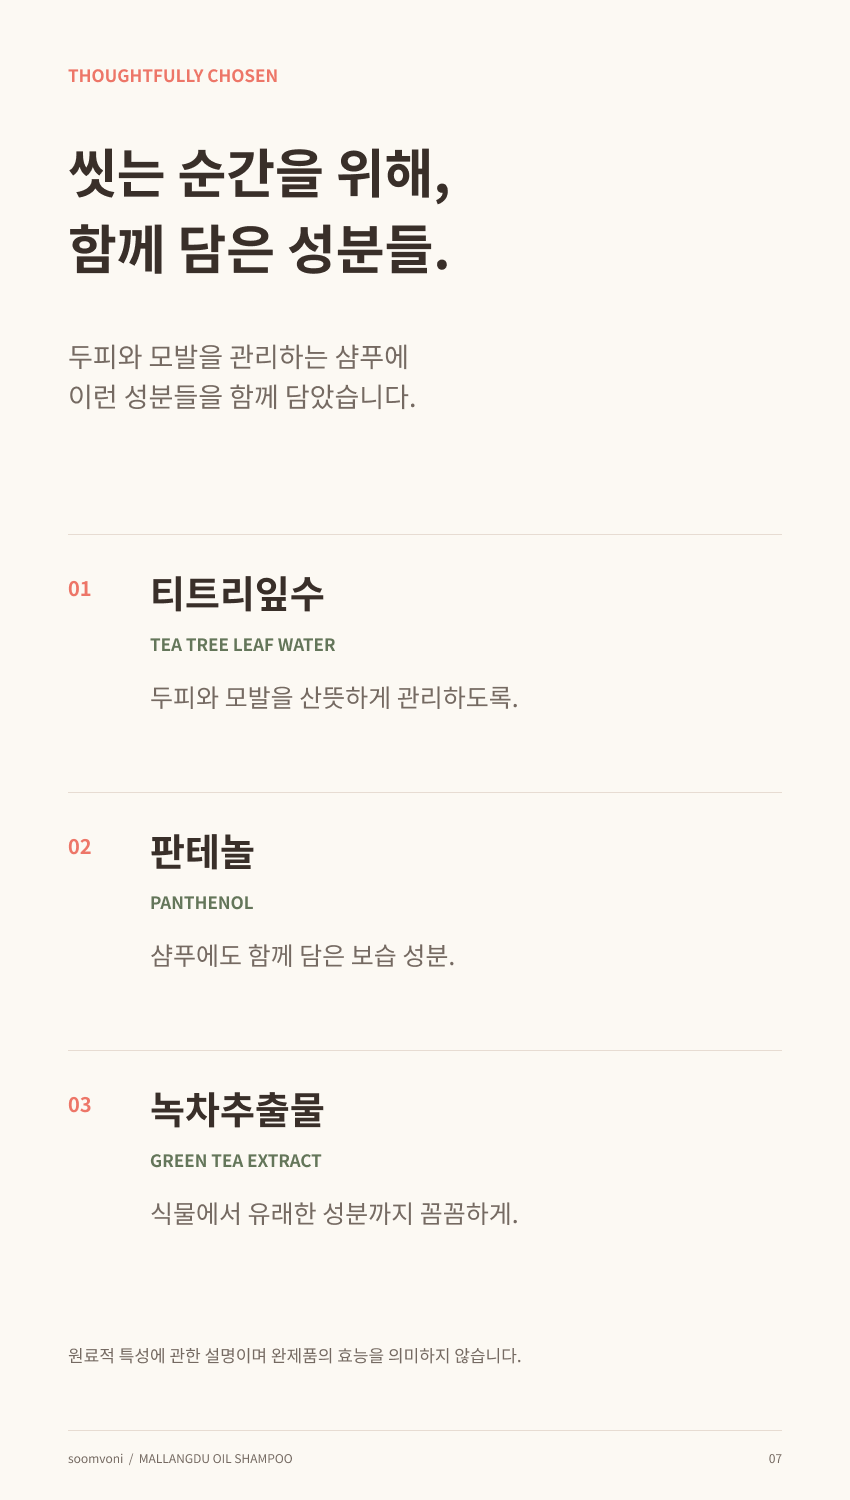 THOUGHTFULLY CHOSEN
씻는 순간을 위해,
함께 담은 성분들.
두피와 모발을 관리하는 샴푸에
이런 성분들을 함께 담았습니다.
01
티트리잎수
TEA TREE LEAF WATER
두피와 모발을 산뜻하게 관리하도록.
02
판테놀
PANTHENOL
샴푸에도 함께 담은 보습 성분.
03
녹차추출물
GREEN TEA EXTRACT
식물에서 유래한 성분까지 꼼꼼하게.
원료적 특성에 관한 설명이며 완제품의 효능을 의미하지 않습니다.
soomvoni / MALLANGDU OIL SHAMPOO
07